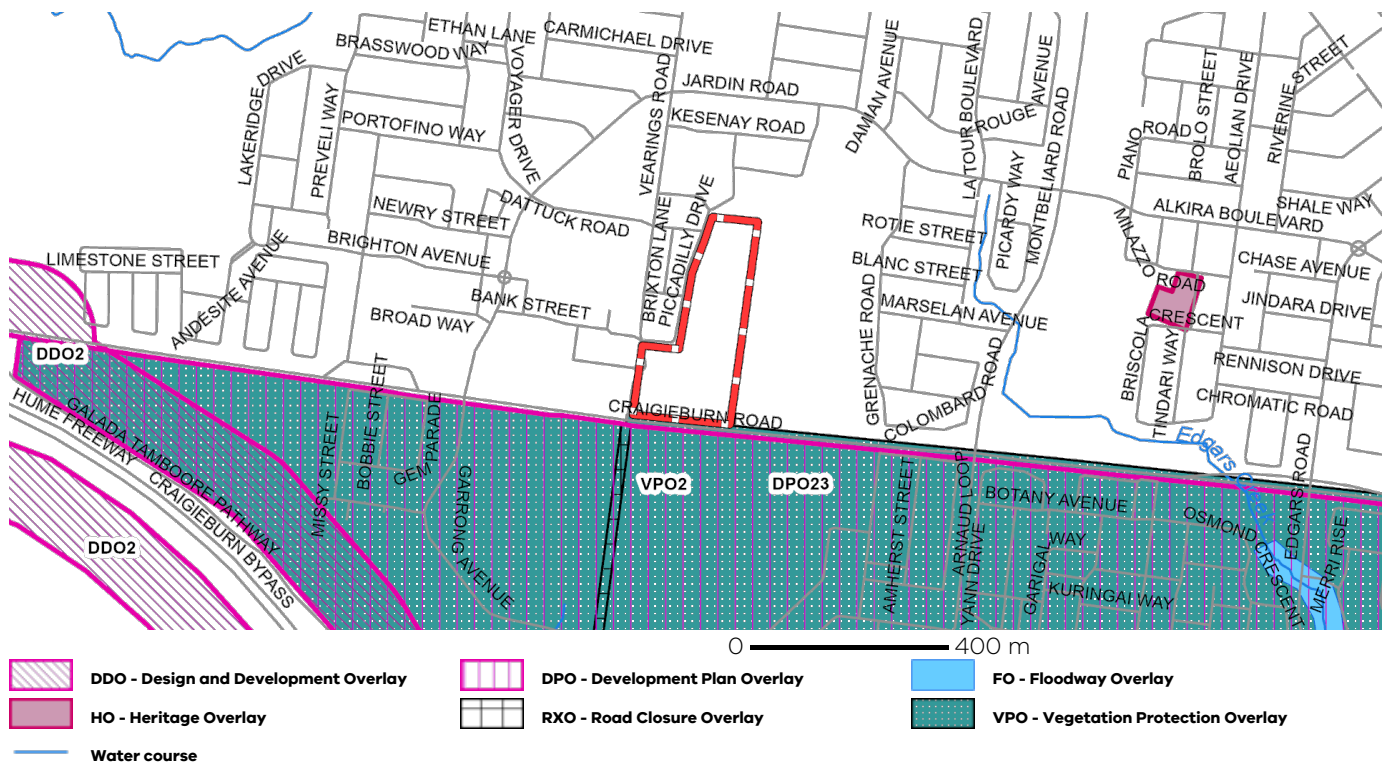 ETHAN LANE
CARMICHAEL DRIVE
BRASSWOOD WAY
VOYAGER DRIVE
LAKERIDGE DRIVE
PREVELI WAY
PORTOFINO WAY
VEARINGS ROAD
JARDIN ROAD
KESENAY ROAD
DAMIAN AVENUE
LA TOUR BOULEVARD
ROUGE AVENUE
MONTBELIARD ROAD
PICARDY WAY
PIANO
ROAD
BROLO STREET
AEOLIAN DRIVE
RIVERINE STREET
SHALE WAY
ALKIRA BOULEVARD
NEWRY STREET
DATTUCK ROAD
BRIXTON LANE
PICCADILLY DRIVE
ROTIE STREET
MILAZZO
ROAD
CHASE AVENUE
LIMESTONE STREET
ANDESITE AVENUE
BRIGHTON AVENUE
BANK STREET
BROAD WAY
BLANC STREET
MARSELAN AVENUE
GRENACHE ROAD
COLOMBARD ROAD
JINDARA DRIVE
CRESCENT
BRISCOLA
TINDARI WAY
RENNISON DRIVE
CHROMATIC ROAD
DDO2
CRAIGIEBURN ROAD
HUME FREEWAY
GALADA TAMBOORE PATHWAY
CRAIGIEBURN BYPASS
MISSY STREET
BOBBIE STREET
GEM
PARADE
GARRONG AVENUE
VPO2
DPO23
Edgars Creek
EDGARS ROAD
AMHERST STREET
ARNAUD LOOP
YANN DRIVE
BOTANY AVENUE
GARIGAL
WAY
KURINGAI WAY
OSMOND CRESCENT
MERRI RISE
DDO2
0 400 m
DDO - Design and Development Overlay
DPO - Development Plan Overlay
FO - Floodway Overlay
HO - Heritage Overlay
RXO - Road Closure Overlay
VPO - Vegetation Protection Overlay
Water course